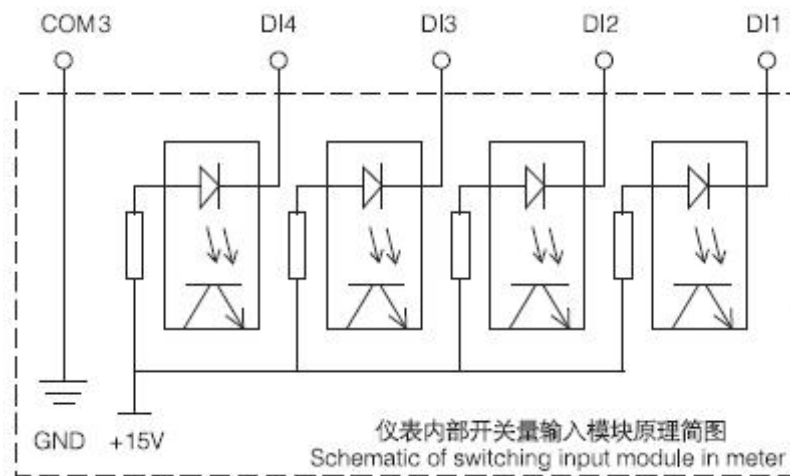 COM3 DI4 DI3 DI2 DI1
GND +15V
仪表内部开关量输入模块原理简图
Schematic of switching input module in meter